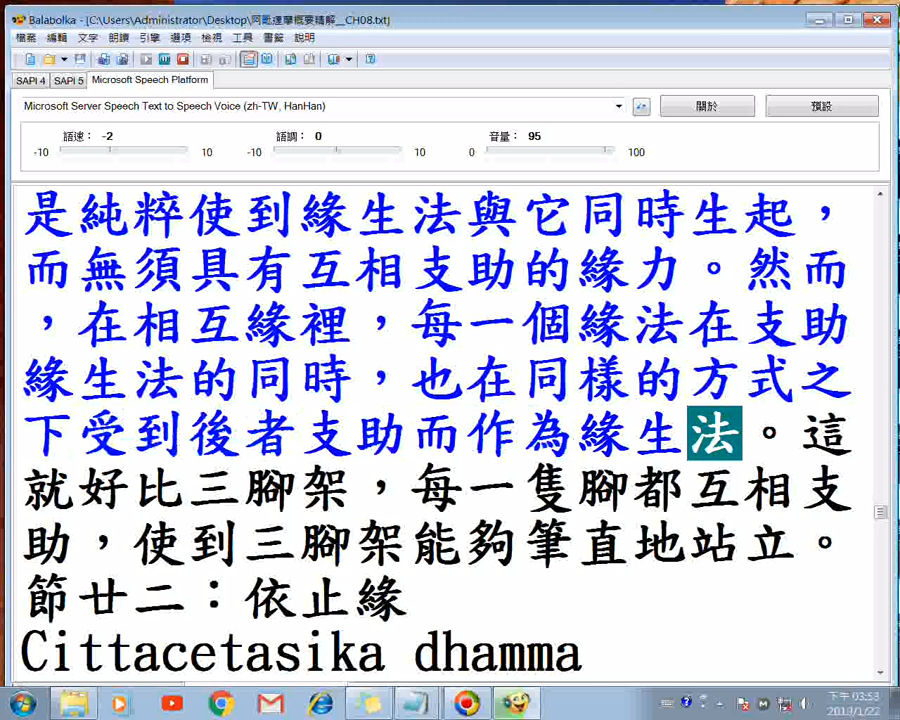 Balabolka - [C:\Users\Administrator\Desktop\阿毗達摩概要精解__CH08.txt]
檔案 編輯 文字 朗讀 引擎 選項 檢視 工具 書籤 說明
SAPI 4 SAPI 5 Microsoft Speech Platform
Microsoft Server Speech Text to Speech Voice (zh-TW, HanHan) 關於 預設
語速： -2 語調： 0 音量： 95
-10 10 -10 10 0 100
是純粹使到緣生法與它同時生起，
而無須具有互相支助的緣力。然而
，在相互緣裡，每一個緣法在支助
緣生法的同時，也在同樣的方式之
下受到後者支助而作為緣生法。這
就好比三腳架，每一隻腳都互相支
助，使到三腳架能夠筆直地站立。
節廿二：依止緣
Cittacetasika dhamma
下午 03:53
2019/1/22